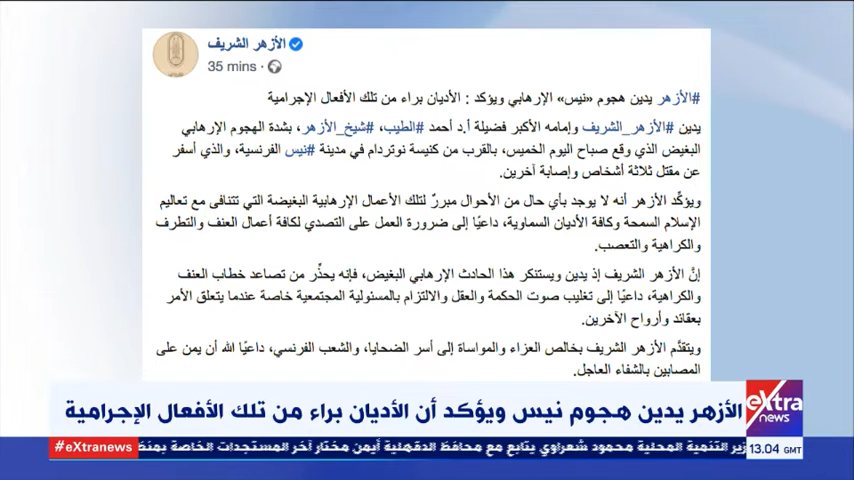 الأزهر الشريف
35 mins ·
#الأزهر يدين هجوم «نيس» الإرهابي ويؤكد : الأديان براء من تلك الأفعال الإجرامية
يدين #الأزهر_الشريف وإمامه الأكبر فضيلة أ.د أحمد #الطيب، #شيخ_الأزهر، بشدة الهجوم الإرهابي
البغيض الذي وقع صباح اليوم الخميس، بالقرب من كنيسة نوتردام في مدينة #نيس الفرنسية، والذي أسفر
عن مقتل ثلاثة أشخاص وإصابة آخرين.
ويؤكِّد الأزهر أنه لا يوجد بأي حال من الأحوال مبررٌ لتلك الأعمال الإرهابية البغيضة التي تتنافى مع تعاليم
الإسلام السمحة وكافة الأديان السماوية، داعيًا إلى ضرورة العمل على التصدي لكافة أعمال العنف والتطرف
والكراهية والتعصب.
إنَّ الأزهر الشريف إذ يدين ويستنكر هذا الحادث الإرهابي البغيض، فإنه يحذِّر من تصاعد خطاب العنف
والكراهية، داعيًا إلى تغليب صوت الحكمة والعقل والالتزام بالمسئولية المجتمعية خاصة عندما يتعلق الأمر
بعقائد وأرواح الآخرين.
ويتقدَّم الأزهر الشريف بخالص العزاء والمواساة إلى أسر الضحايا، والشعب الفرنسي، داعيًا الله أن يمن على
المصابين بالشفاء العاجل.
الأزهر يدين هجوم نيس ويؤكد أن الأديان براء من تلك الأفعال الإجرامية
eXtra
news
#eXtranews
زير التنمية المحلية محمود شعراوي يتابع مع محافظ الدقهلية أيمن مختار آخر المستجدات الخاصة بمنط
13.04 GMT